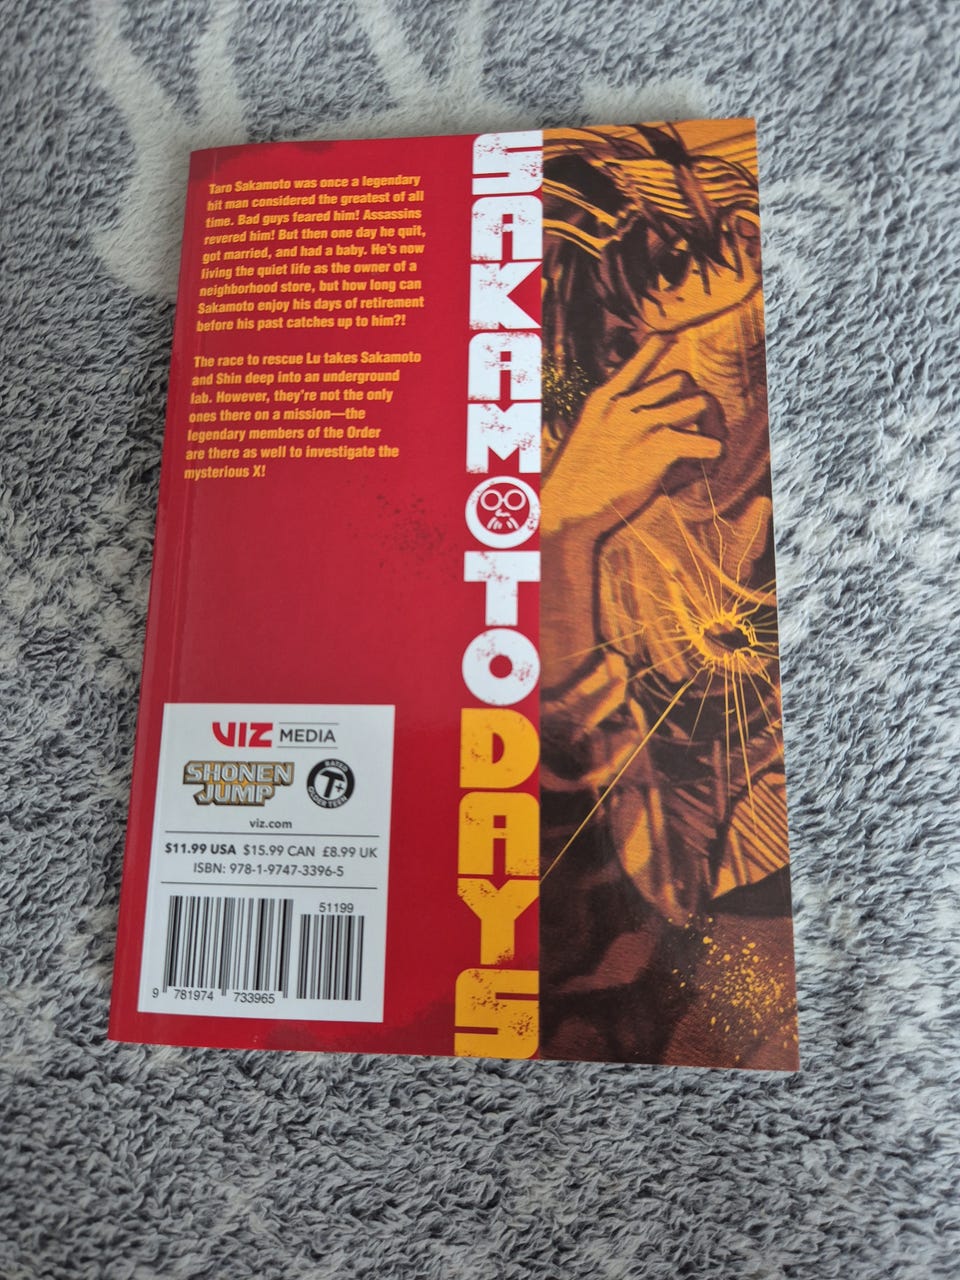 Taro Sakamoto was once a legendary
hit man considered the greatest of all
time. Bad guys feared him! Assassins
revered him! But then one day he quit,
got married, and had a baby. He's now
living the quiet life as the owner of a
neighborhood store, but how long can
Sakamoto enjoy his days of retirement
before his past catches up to him?!
The race to rescue Lu takes Sakamoto
and Shin deep into an underground
lab. However, they're not the only
ones there on a mission—the
legendary members of the Order
are there as well to investigate the
mysterious X!
SAKAMOTO DAYS
VIZ MEDIA
SHONEN
JUMP
RATED
T+
OLDER TEEN
viz.com
$11.99 USA $15.99 CAN £8.99 UK
ISBN: 978-1-9747-3396-5
51199
9 781974 733965